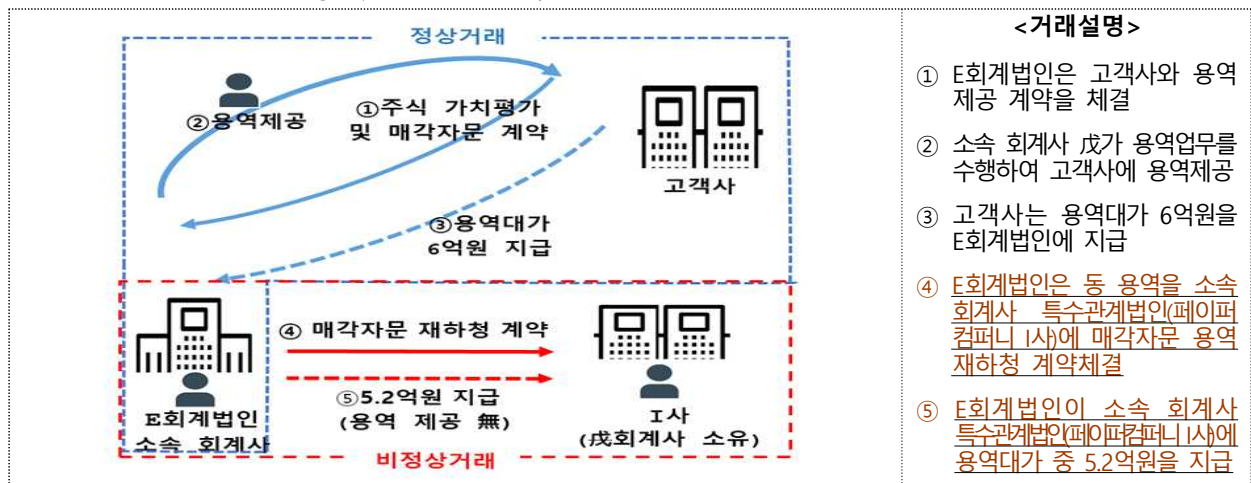 정상거래
②용역제공
①주식 가치평가
및 매각자문 계약
고객사
③용역대가
6억원 지급
④ 매각자문 재하청 계약
⑤5.2억원 지급
(용역 제공 無)
E회계법인
소속 회계사
I사
(戊회계사 소유)
비정상거래
<거래설명>
① E회계법인은 고객사와 용역
제공 계약을 체결
② 소속 회계사 戊가 용역업무를
수행하여 고객사에 용역제공
③ 고객사는 용역대가 6억원을
E회계법인에 지급
④ E회계법인은 동 용역을 소속
회계사 특수관계법인(페이퍼
컴퍼니 I사)에 매각자문 용역
재하청 계약체결
⑤ E회계법인이 소속 회계사
특수관계법인(페이퍼컴퍼니 I사)에
용역대가 중 5.2억원을 지급